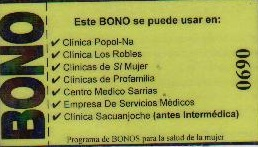 BONO
Este BONO se puede usar en:
✔ Clínica Popol-Na
✔ Clínica Los Robles
✔ Clínicas de Sí Mujer
✔ Clínicas de Profamilia
✔ Centro Medico Sarrias
✔ Empresa De Servicios Médicos
✔ Clínica Sacuanjoche (antes Intermédica)
Programa de BONOS para la salud de la mujer
0690